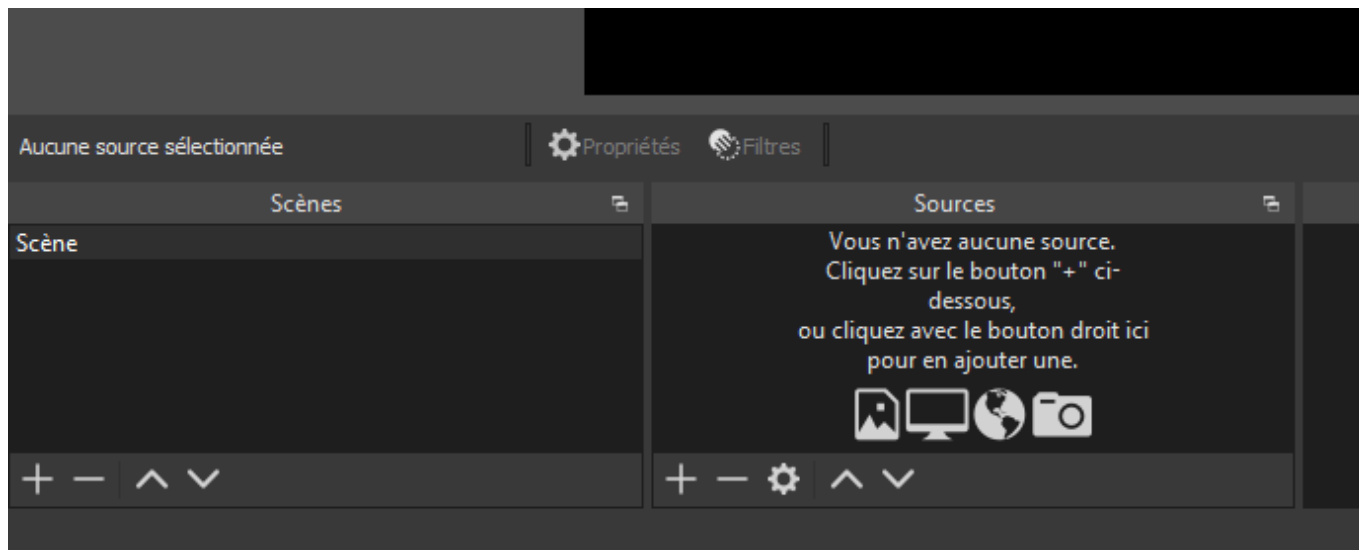 Aucune source sélectionnée
Propriétés
Filtres
Scènes
Sources
Scène
Vous n'avez aucune source.
Cliquez sur le bouton "+" ci-
dessous,
ou cliquez avec le bouton droit ici
pour en ajouter une.